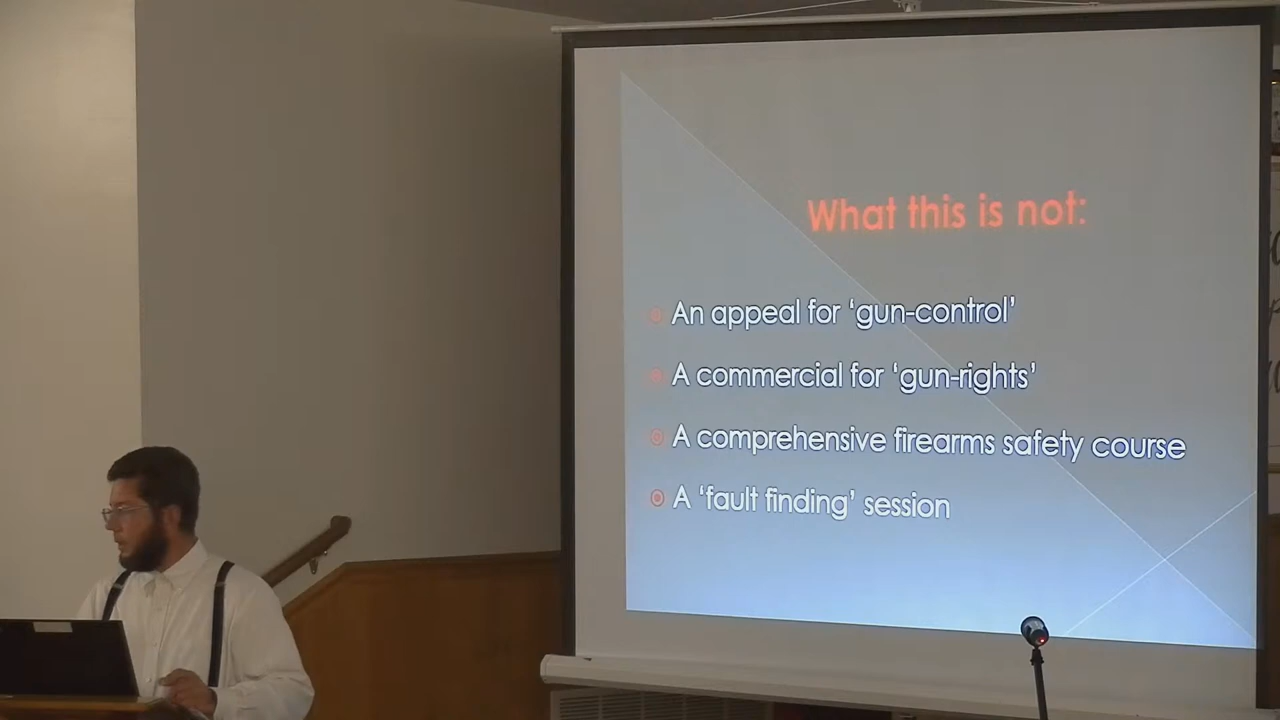 What this is not:
An appeal for ‘gun-control’
A commercial for ‘gun-rights’
A comprehensive firearms safety course
A ‘fault finding’ session